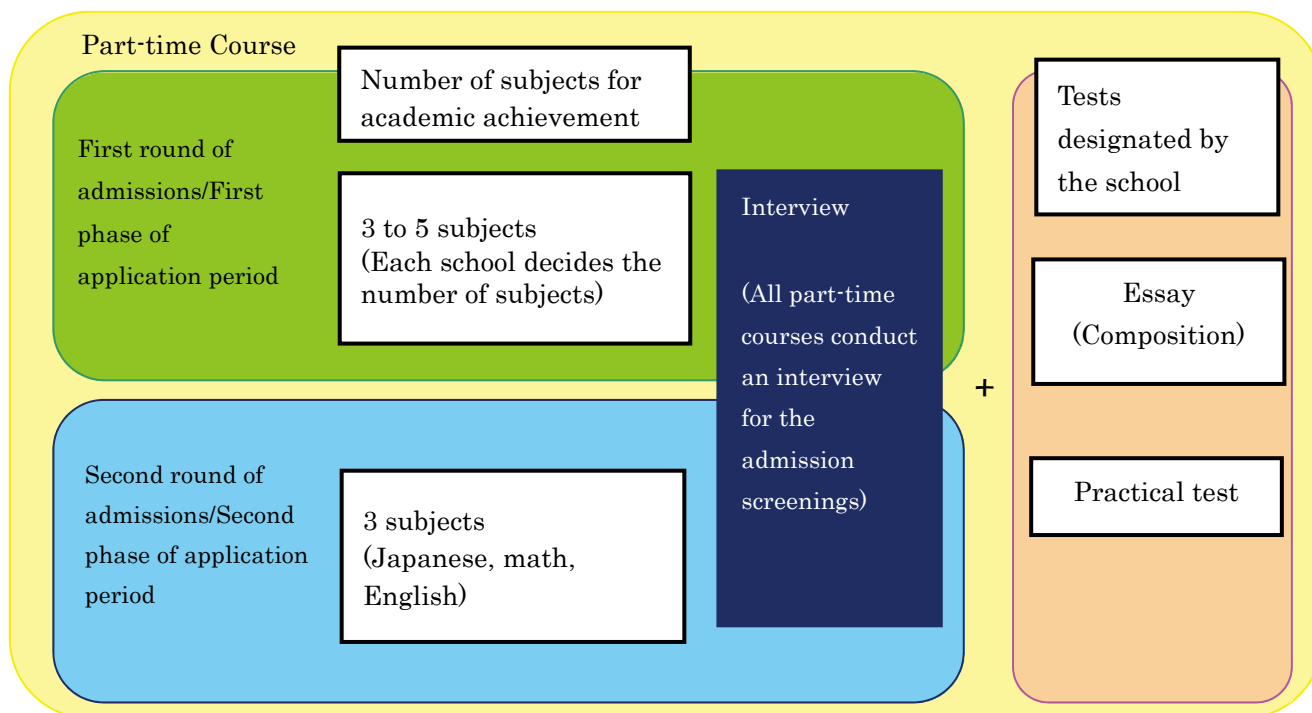 Part-time Course
Number of subjects for
academic achievement
First round of
admissions/First
phase of
application period
3 to 5 subjects
(Each school decides the
number of subjects)
Second round of
admissions/Second
phase of application
period
3 subjects
(Japanese, math,
English)
Interview
(All part-time
courses conduct
an interview
for the
admission
screenings)
+
Tests
designated by
the school
Essay
(Composition)
Practical test